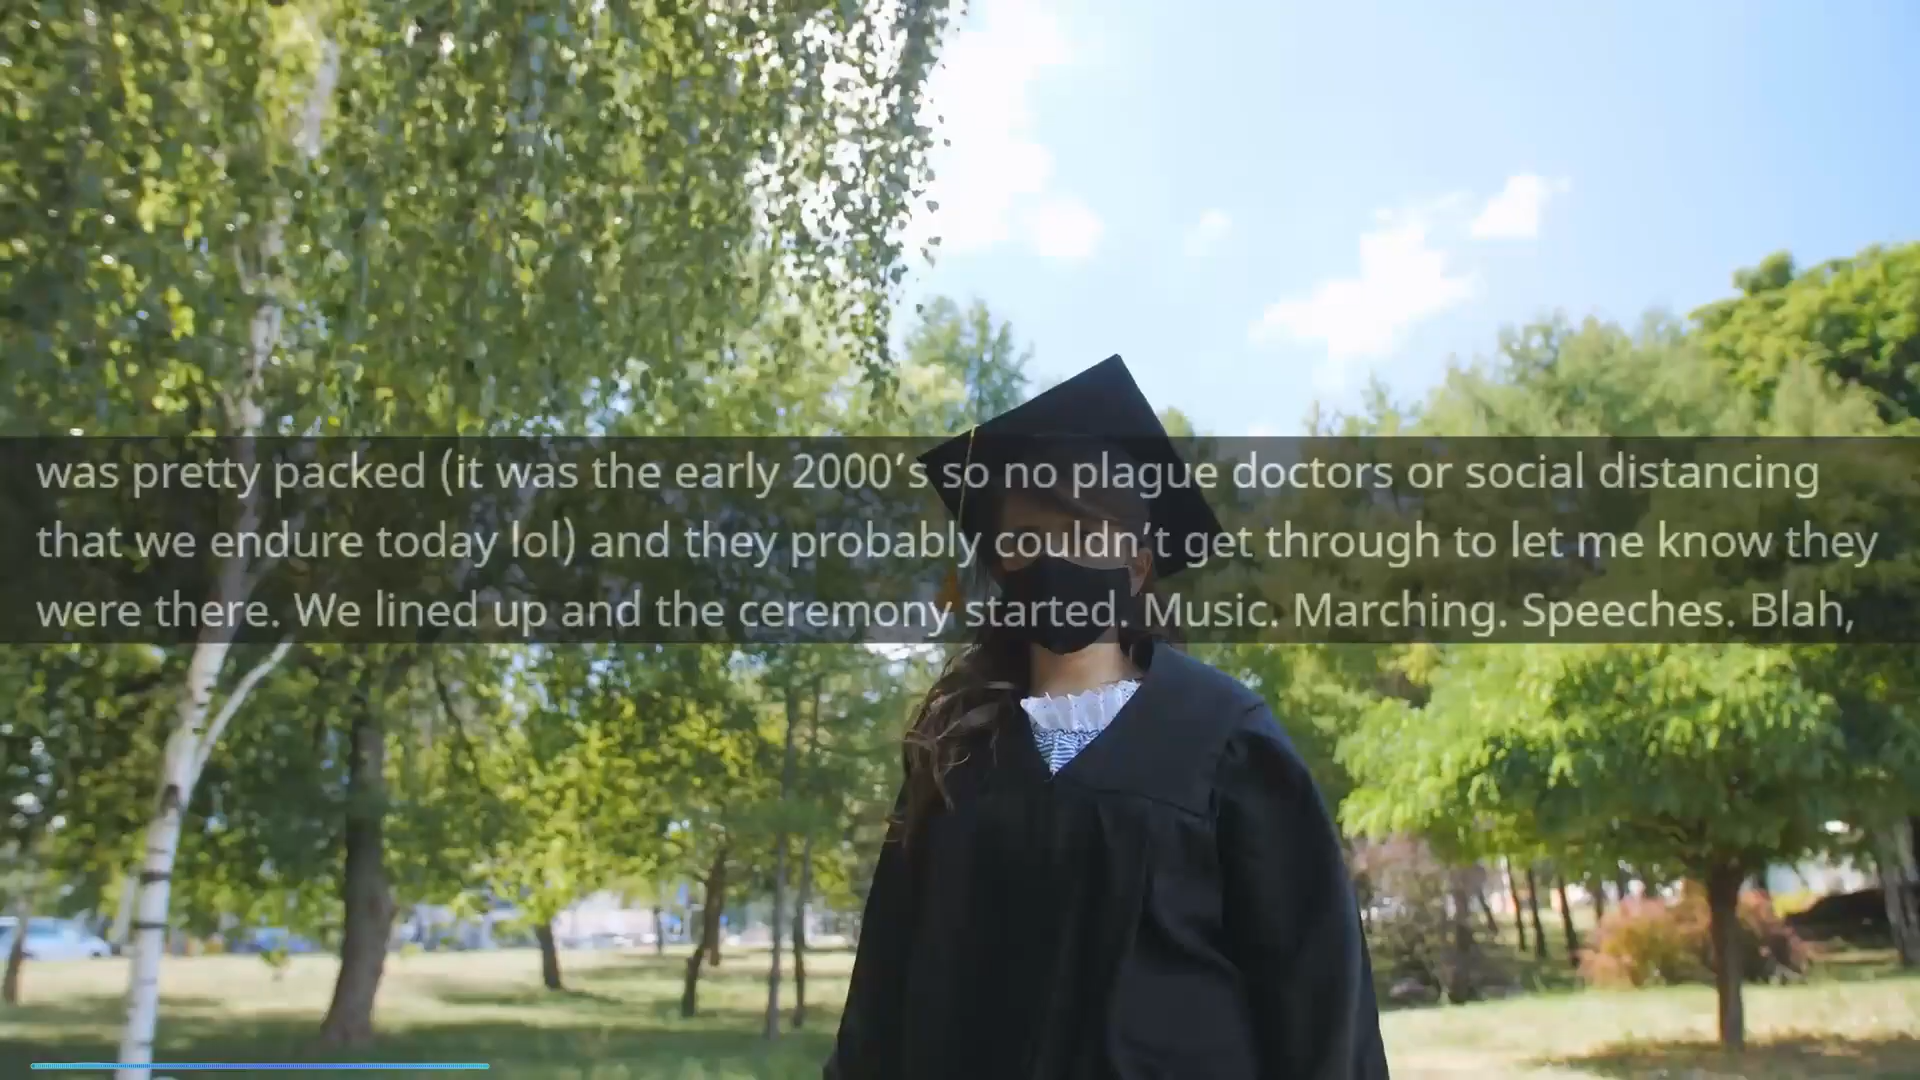 was pretty packed (it was the early 2000’s so no plague doctors or social distancing
that we endure today lol) and they probably couldn’t get through to let me know they
were there. We lined up and the ceremony started. Music. Marching. Speeches. Blah,